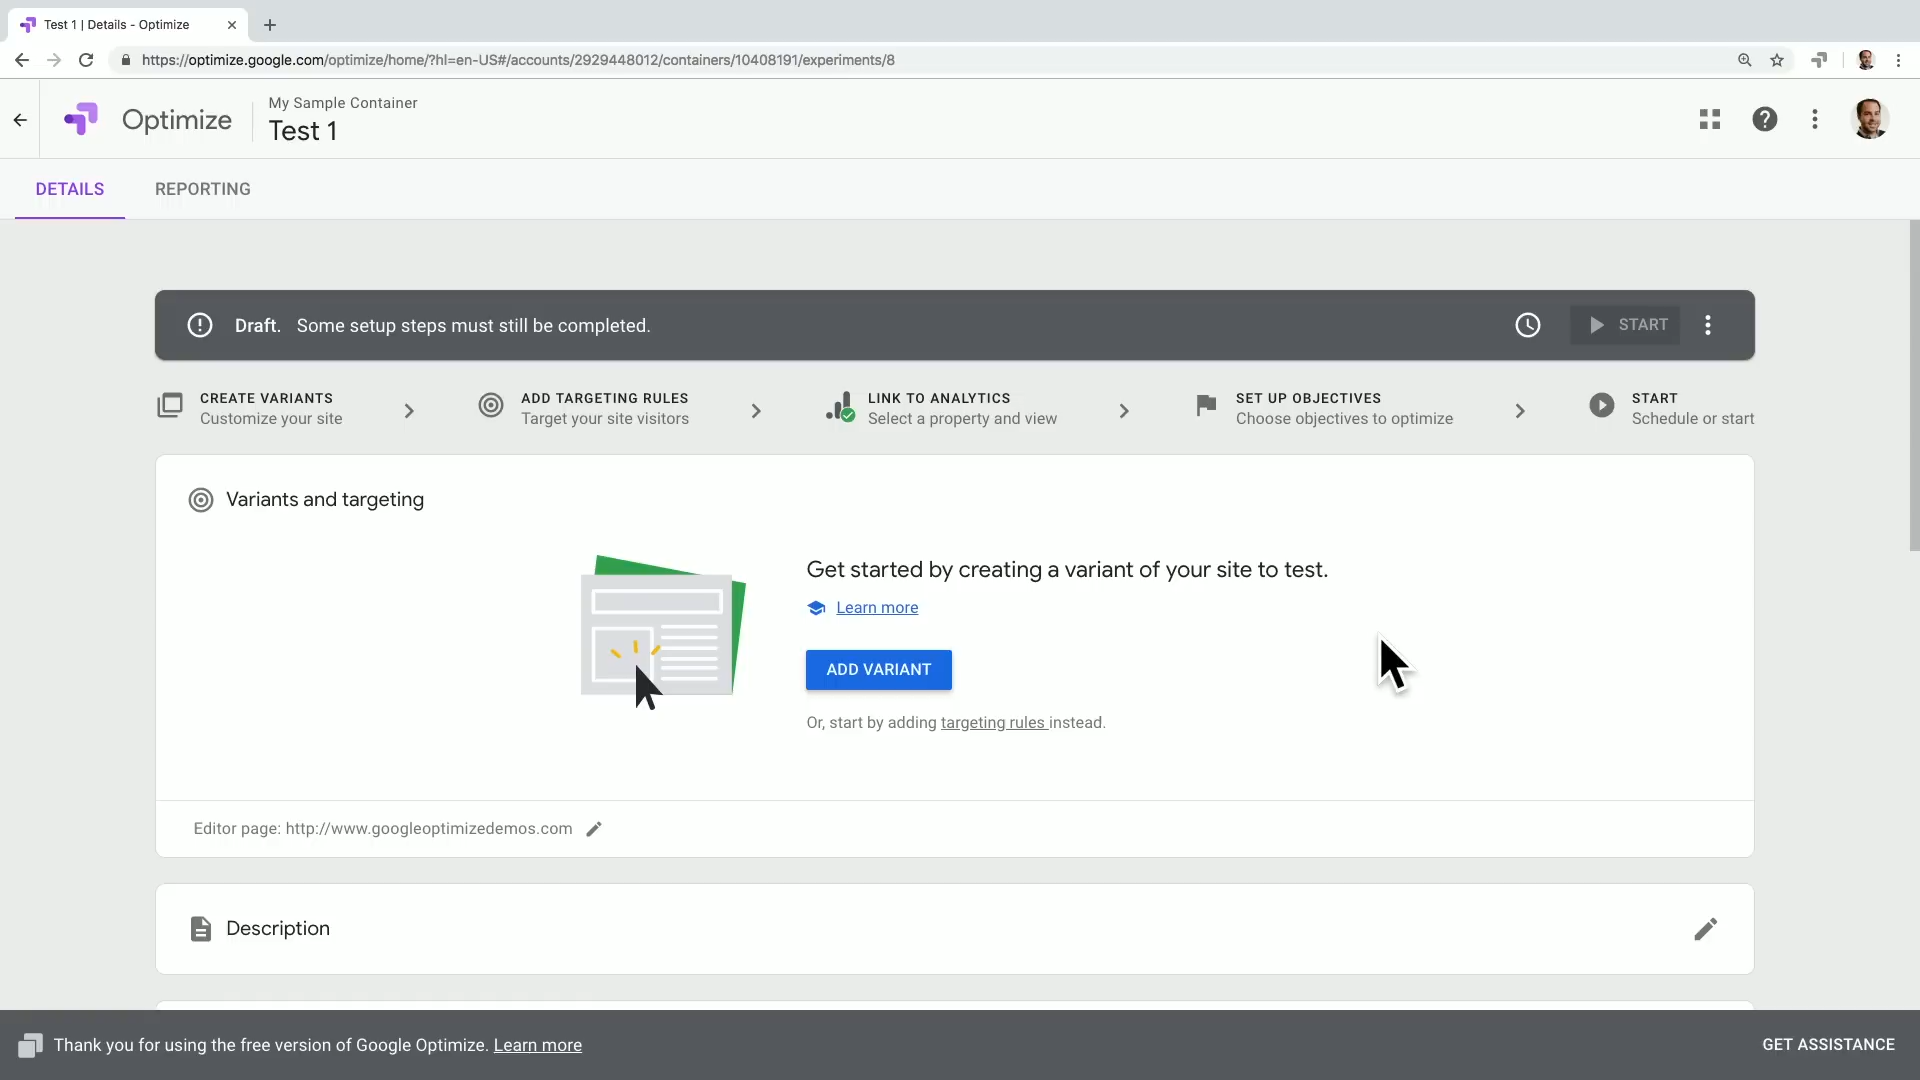 Test 1 | Details - Optimize
https://optimize.google.com/optimize/home/?hl=en-US#/accounts/2929448012/containers/10408191/experiments/8
Optimize
My Sample Container
Test 1
DETAILS
REPORTING
Draft. Some setup steps must still be completed.
START
CREATE VARIANTS
Customize your site
ADD TARGETING RULES
Target your site visitors
LINK TO ANALYTICS
Select a property and view
SET UP OBJECTIVES
Choose objectives to optimize
START
Schedule or start
Variants and targeting
Get started by creating a variant of your site to test.
Learn more
ADD VARIANT
Or, start by adding targeting rules instead.
Editor page: http://www.googleoptimizedemos.com
Description
Thank you for using the free version of Google Optimize. Learn more
GET ASSISTANCE